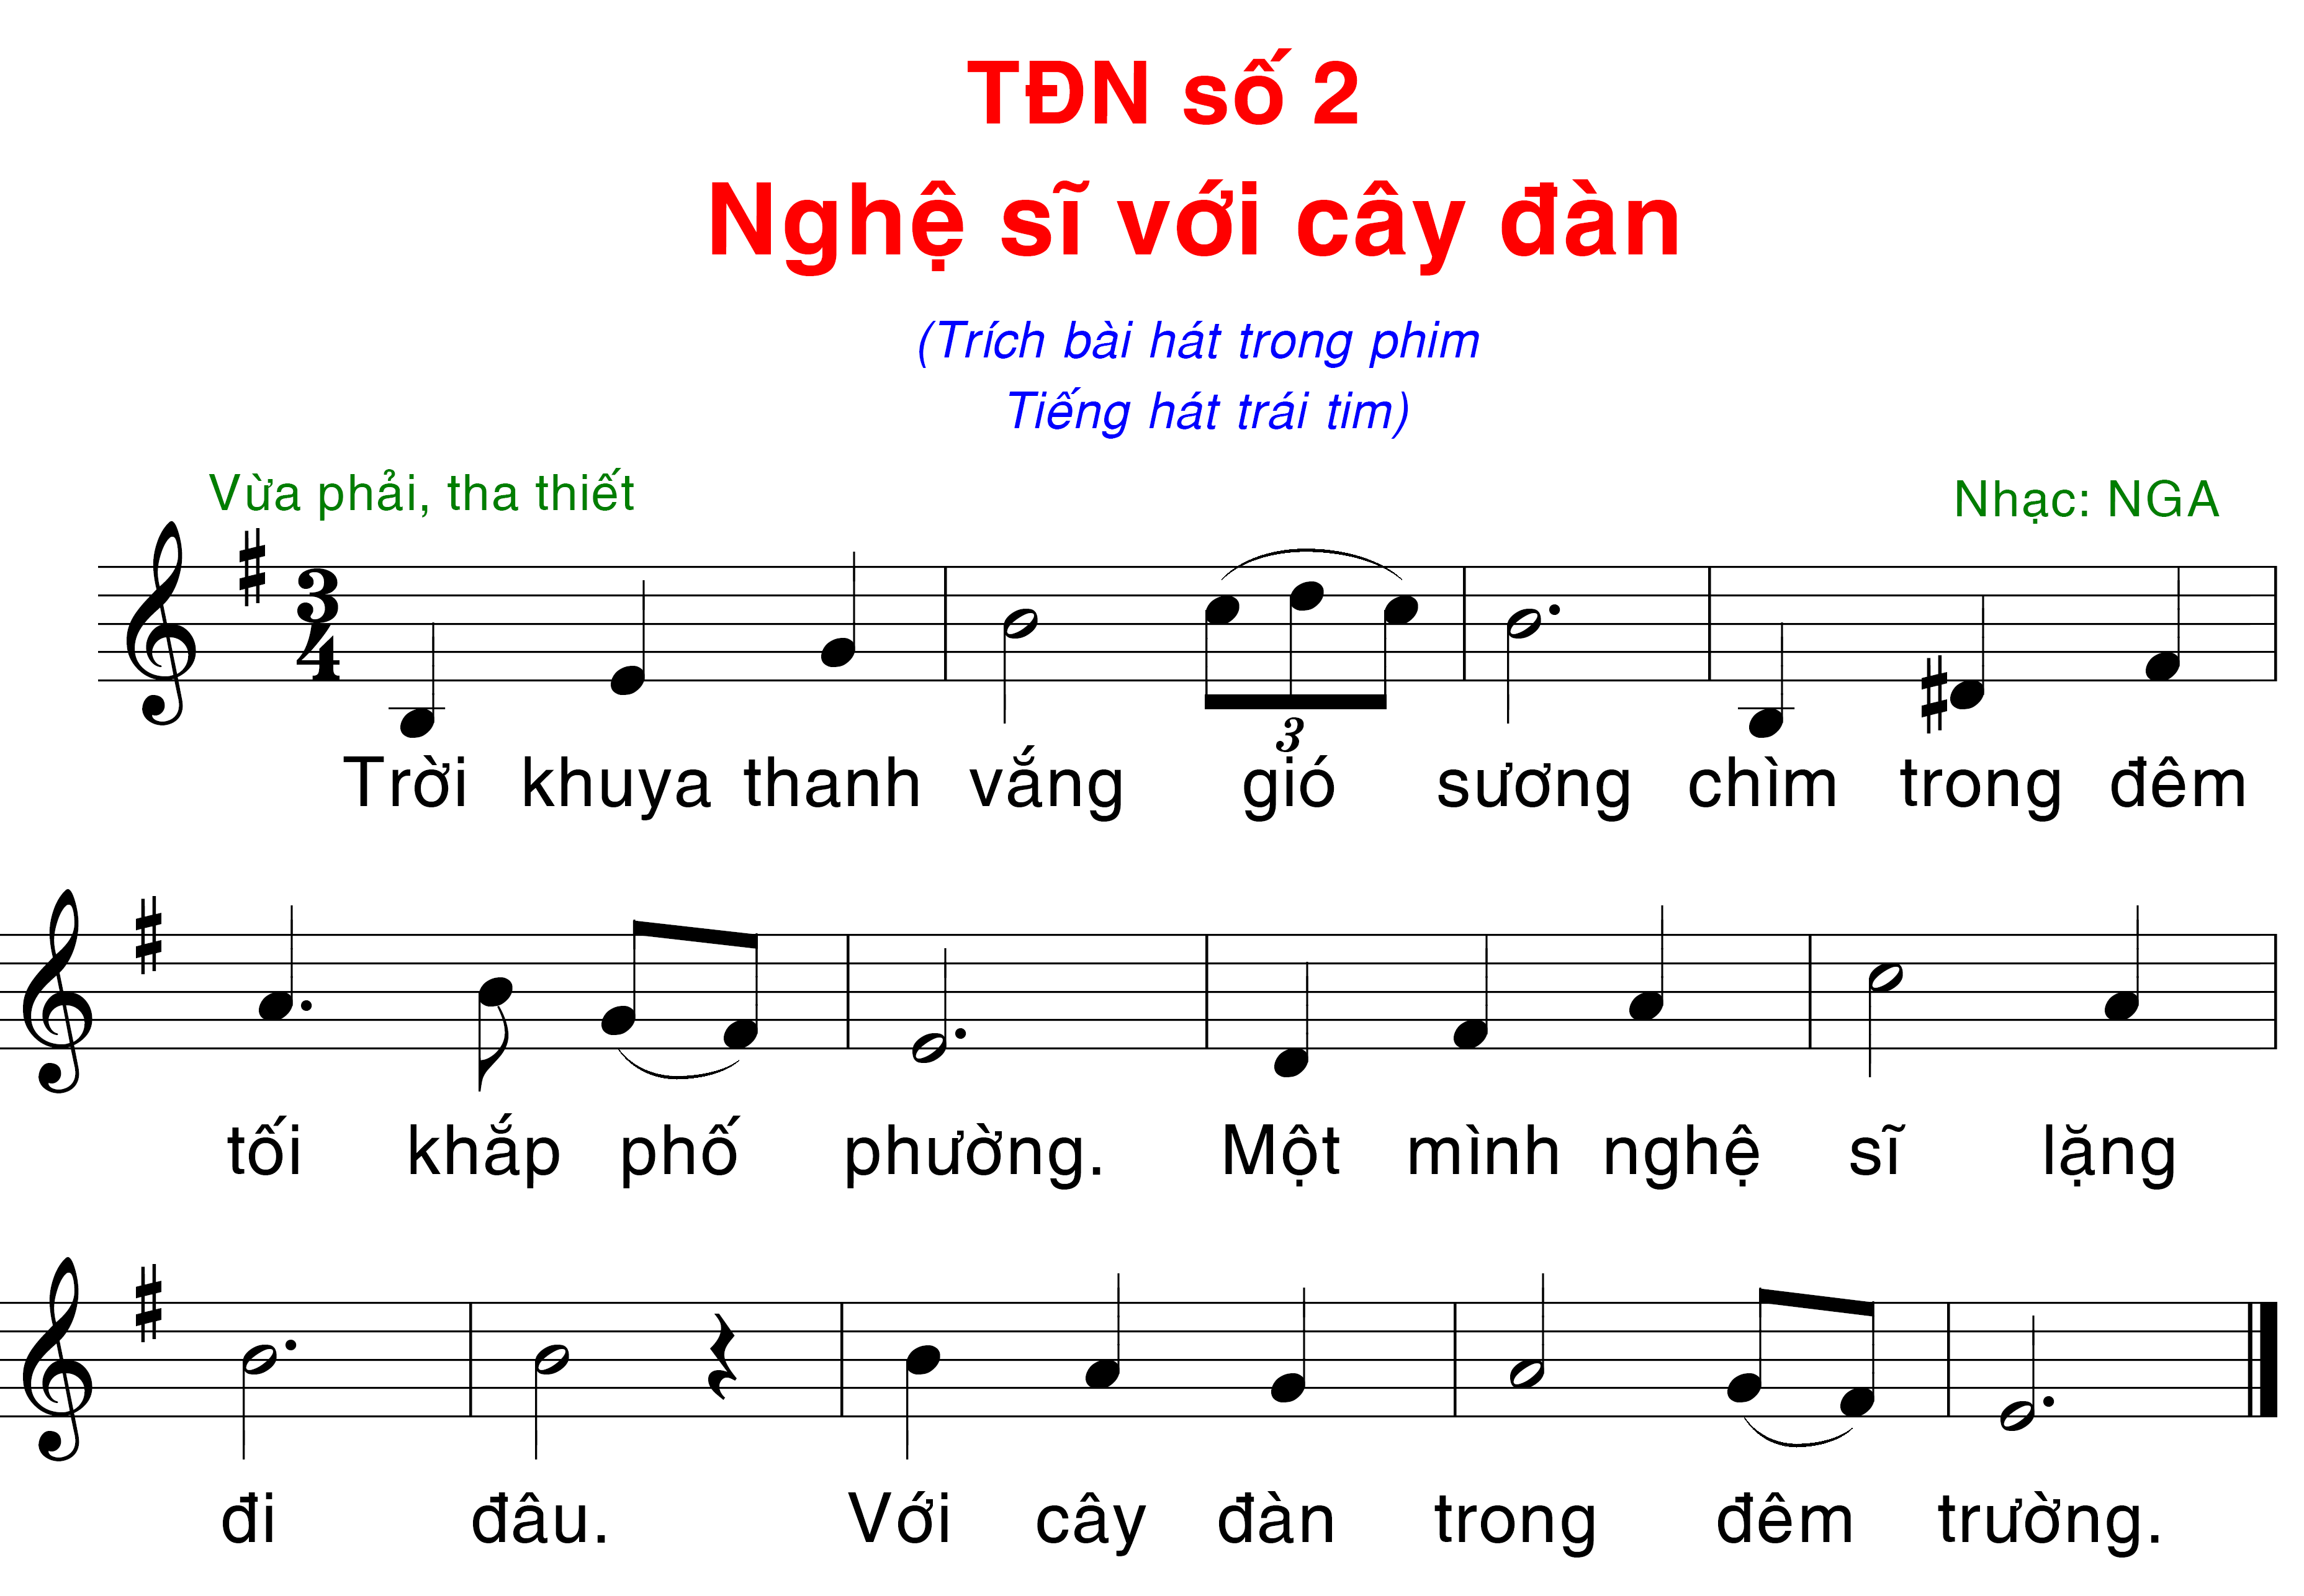 TĐN số 2
Nghệ sĩ với cây đàn
(Trích bài hát trong phim
Tiếng hát trái tim)
Vừa phải, tha thiết
Nhạc: NGA
3
4
3
Trời khuya thanh vắng gió sương chìm trong đêm
tối khắp phố phường. Một mình nghệ sĩ lặng
đi đâu. Với cây đàn trong đêm trường.